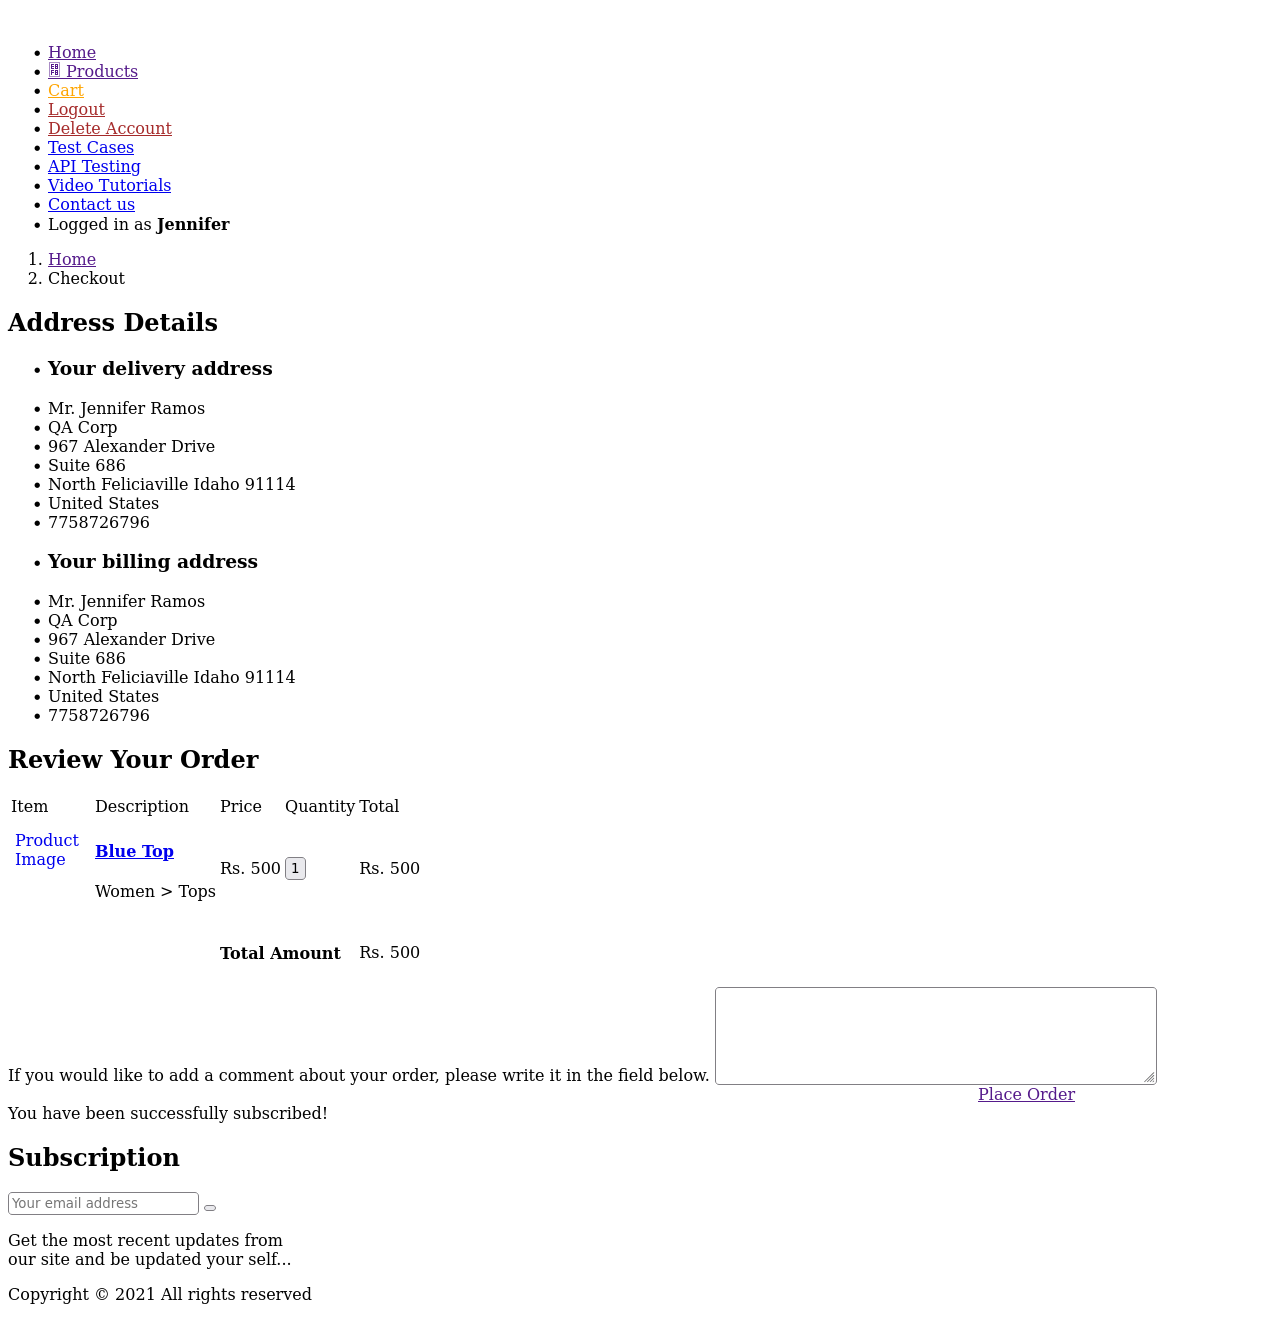 Home
Products
Cart
Logout
Delete Account
Test Cases
API Testing
Video Tutorials
Contact us
Logged in as Jennifer
1. Home
2. Checkout
Address Details
Your delivery address
Mr. Jennifer Ramos
QA Corp
967 Alexander Drive
Suite 686
North Feliciaville Idaho 91114
United States
7758726796
Your billing address
Mr. Jennifer Ramos
QA Corp
967 Alexander Drive
Suite 686
North Feliciaville Idaho 91114
United States
7758726796
Review Your Order
Item Description Price Quantity Total
Product
Image
Blue Top
Women > Tops
Rs. 500 1 Rs. 500
Total Amount Rs. 500
If you would like to add a comment about your order, please write it in the field below.
Place Order
You have been successfully subscribed!
Subscription
Your email address
Get the most recent updates from
our site and be updated your self...
Copyright © 2021 All rights reserved